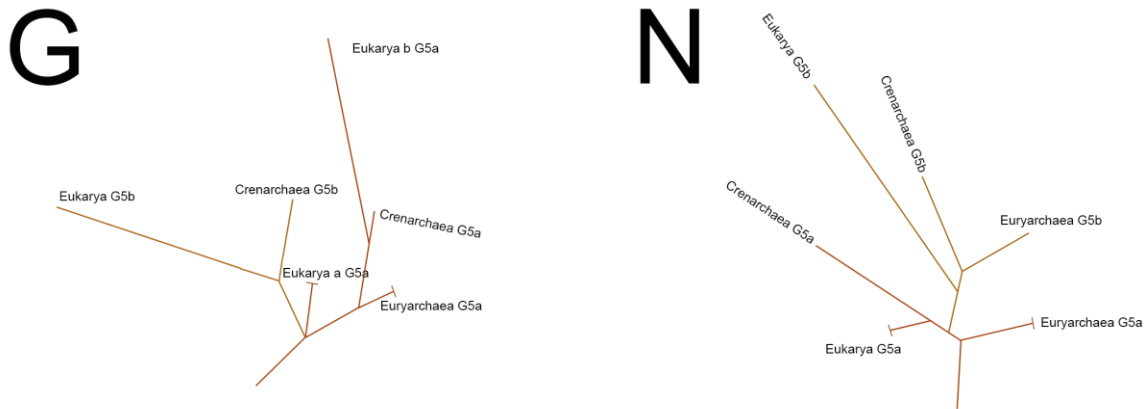 G
Eukarya b G5a
Eukarya G5b
Crenarchaea G5b
Crenarchaea G5a
Eukarya a G5a
Euryarchaea G5a
N
Eukarya G5b
Crenarchaea G5b
Crenarchaea G5a
Euryarchaea G5b
Eukarya G5a
Euryarchaea G5a